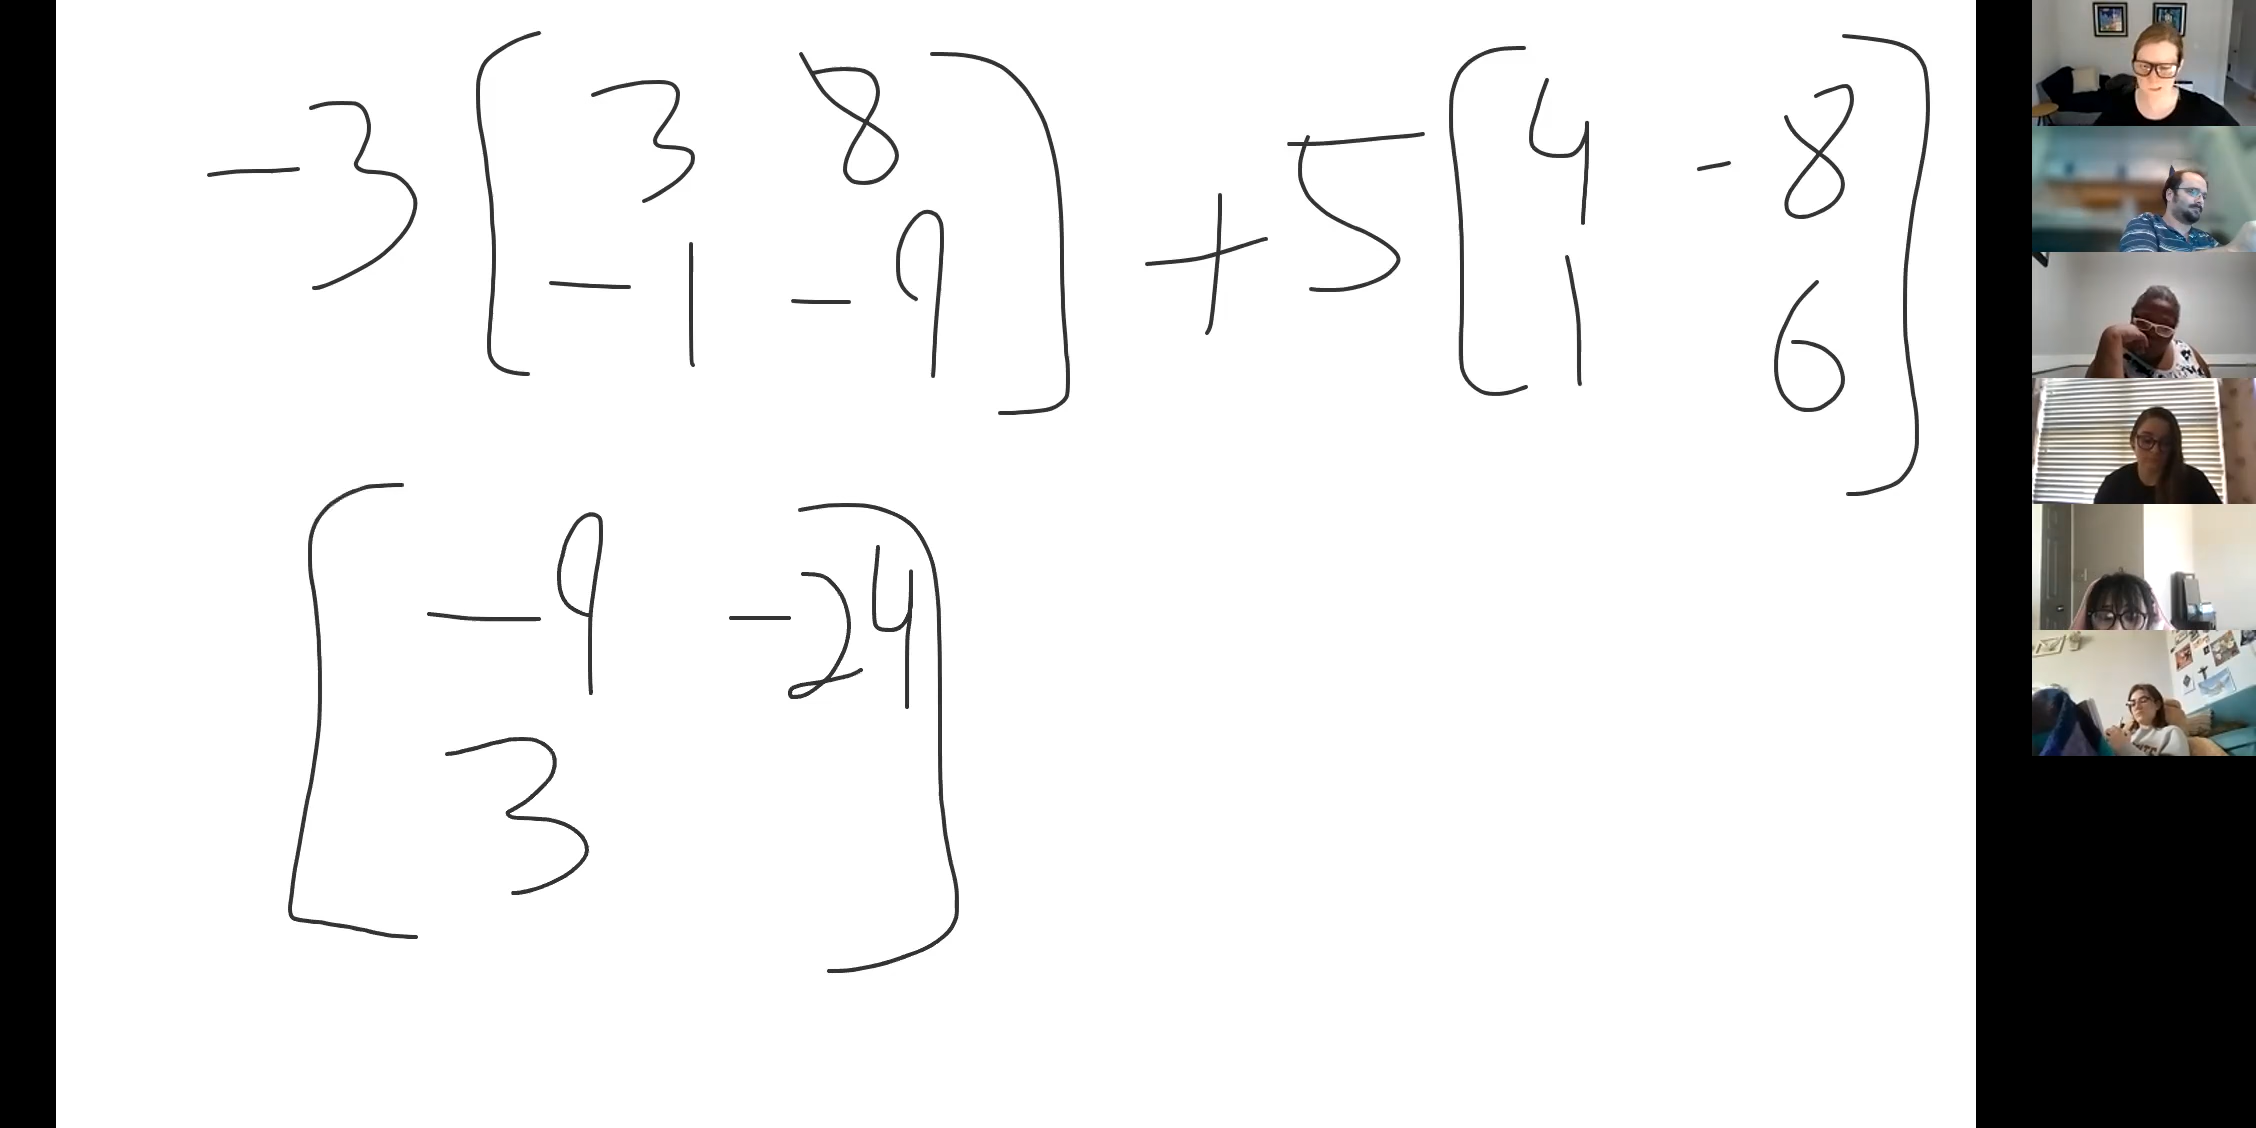 -3 [ 3 8 ] + 5 [ 4 -8 ]
[ -1 -9 ] [ 1 6 ]
[ -9 -24 ]
[ 3 ]